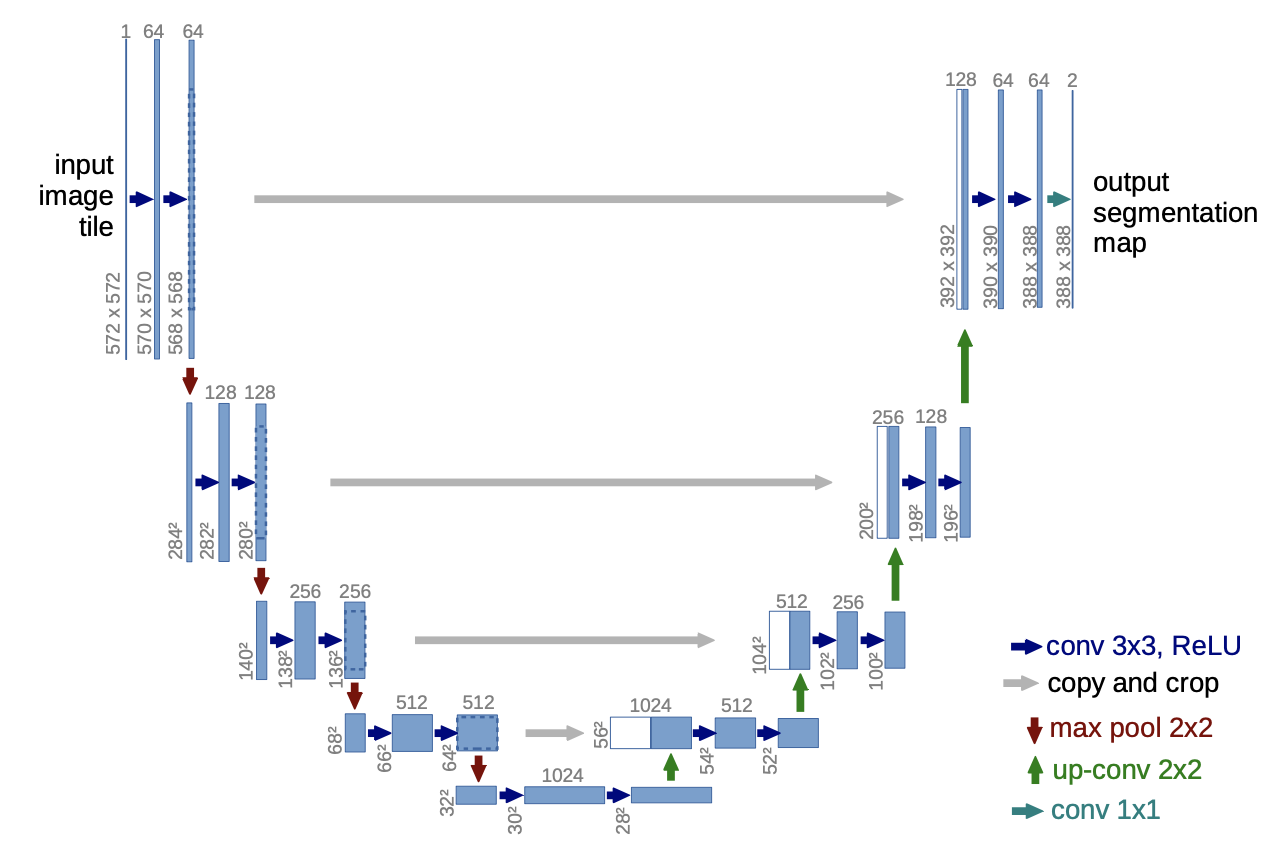 1 64 64
input
image
tile
572 x 572
570 x 570
568 x 568
128 64 64 2
output
segmentation
map
392 x 392
390 x 390
388 x 388
388 x 388
128 128
284²
282²
280²
256 128
200²
198²
196²
256 256
140²
138²
136²
512 256
104²
102²
100²
512 512
68²
66²
64²
1024 512
56²
54²
52²
1024
32²
30²
28²
conv 3x3, ReLU
copy and crop
max pool 2x2
up-conv 2x2
conv 1x1